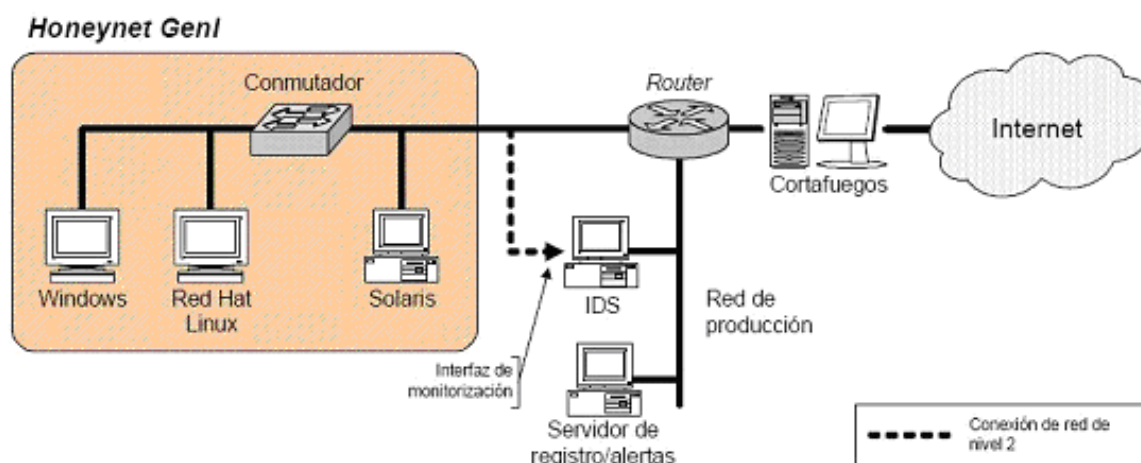 Honeynet GenI
Conmutador
Router
Internet
Cortafuegos
Windows
Red Hat
Linux
Solaris
IDS
Red de
producción
Interfaz de
monitorización
Servidor de
registro/alertas
Conexión de red de
nivel 2